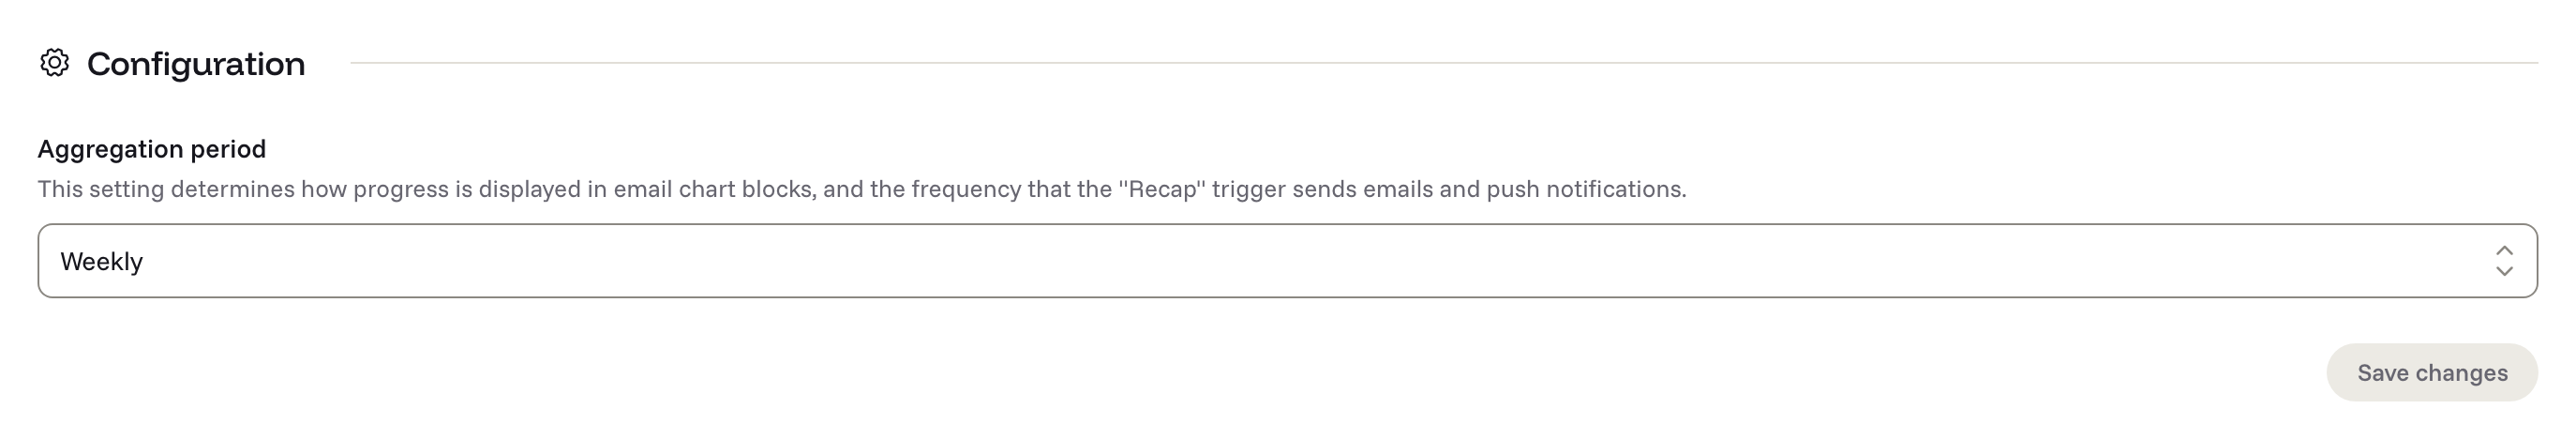 Configuration
Aggregation period
This setting determines how progress is displayed in email chart blocks, and the frequency that the "Recap" trigger sends emails and push notifications.
Weekly
Save changes